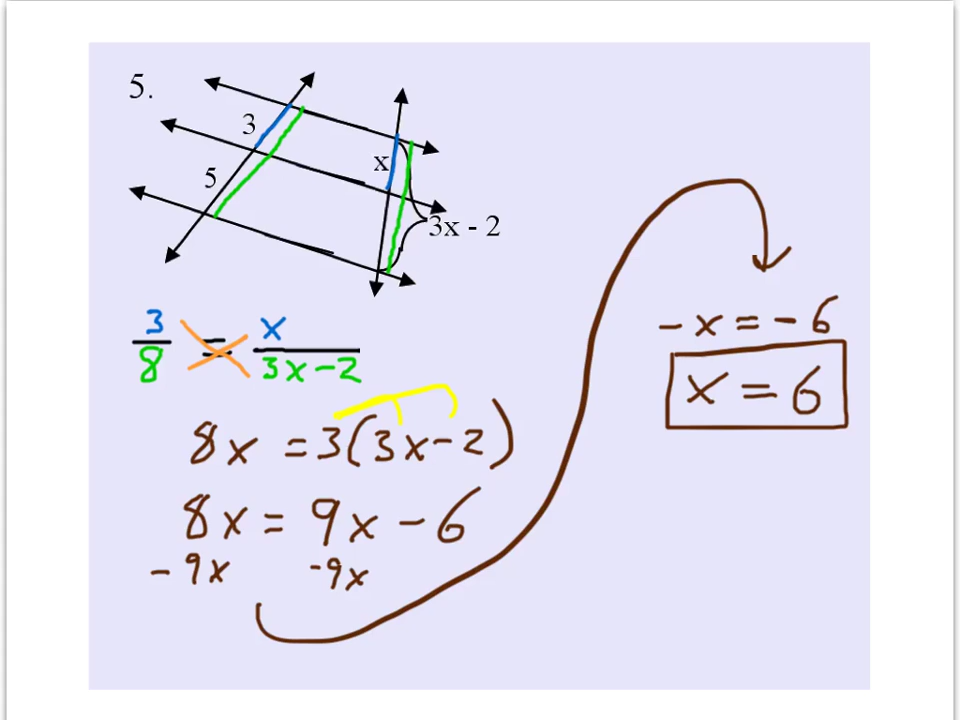 5.
3
x
5
3x - 2
3/8 = x/3x-2
8x = 3(3x-2)
8x = 9x - 6
-9x -9x
-x = -6
x = 6